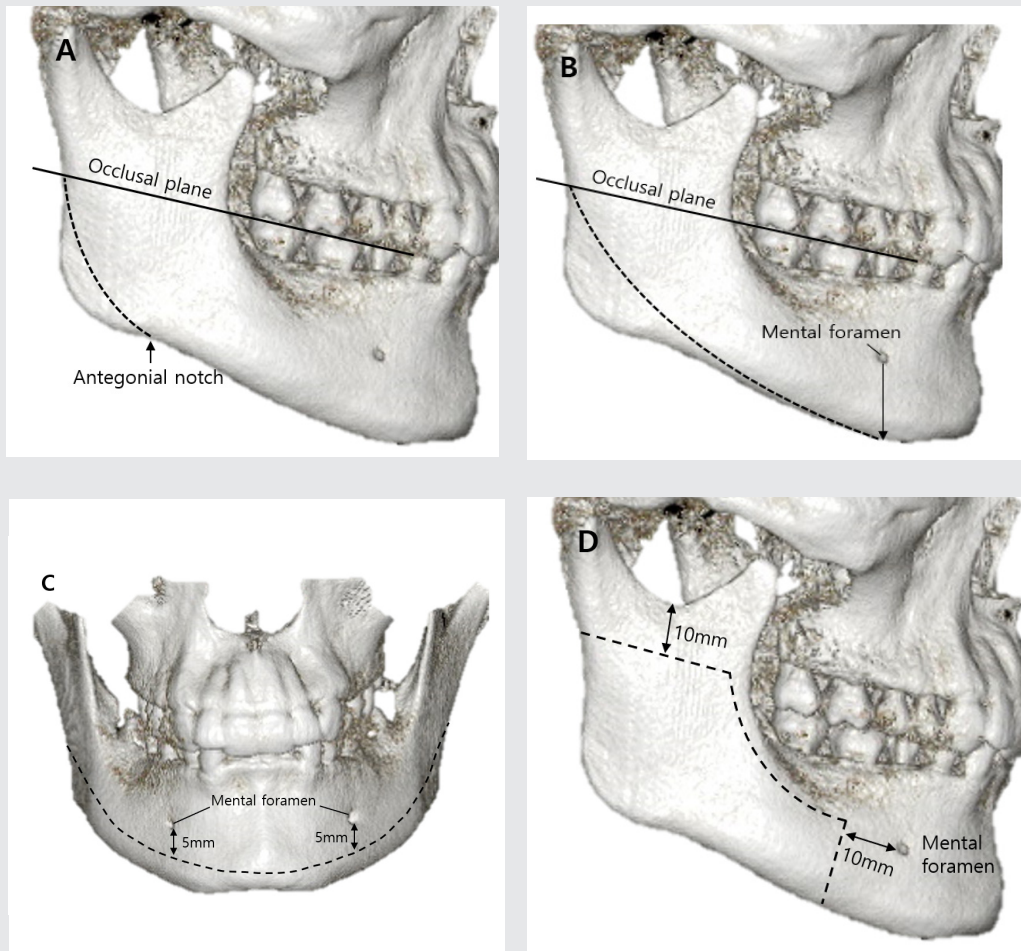 A
Occlusal plane
Antegonial notch
B
Occlusal plane
Mental foramen
C
Mental foramen
5mm
5mm
D
10mm
10mm
Mental
foramen